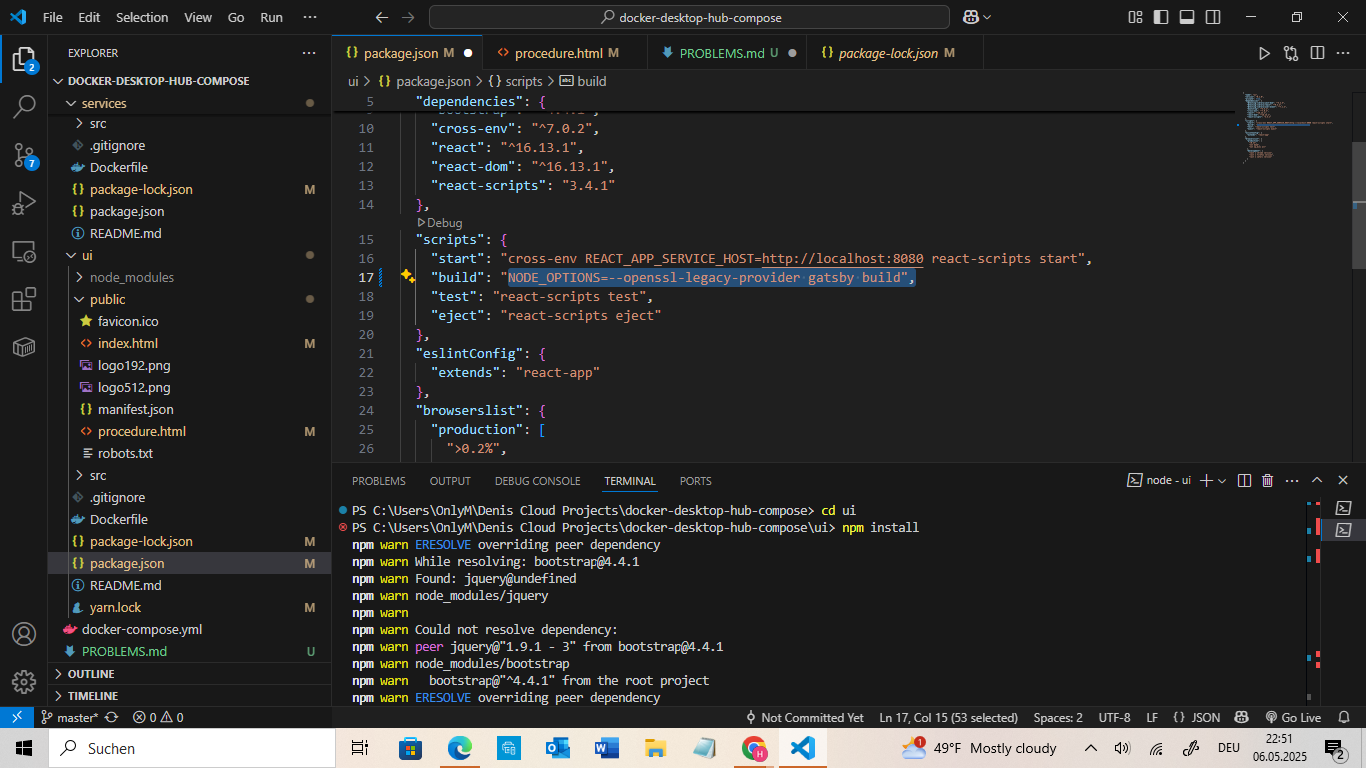 File Edit Selection View Go Run ···
docker-desktop-hub-compose
EXPLORER
DOCKER-DESKTOP-HUB-COMPOSE
services
src
.gitignore
Dockerfile
package-lock.json M
package.json
README.md
ui
node_modules
public
favicon.ico
index.html M
logo192.png
logo512.png
manifest.json
procedure.html M
robots.txt
src
.gitignore
Dockerfile
package-lock.json M
package.json M
README.md
yarn.lock M
docker-compose.yml
PROBLEMS.md U
OUTLINE
TIMELINE
2
7
package.json M
procedure.html M
PROBLEMS.md U
package-lock.json M
ui > package.json > scripts > build
5 "dependencies": {
10 "cross-env": "^7.0.2",
11 "react": "^16.13.1",
12 "react-dom": "^16.13.1",
13 "react-scripts": "3.4.1"
14 },
Debug
15 "scripts": {
16 "start": "cross-env REACT_APP_SERVICE_HOST=http://localhost:8080 react-scripts start",
17 "build": "NODE_OPTIONS=--openssl-legacy-provider gatsby build",
18 "test": "react-scripts test",
19 "eject": "react-scripts eject"
20 },
21 "eslintConfig": {
22 "extends": "react-app"
23 },
24 "browserslist": {
25 "production": [
26 ">0.2%",
PROBLEMS OUTPUT DEBUG CONSOLE TERMINAL PORTS
node - ui
PS C:\Users\OnlyM\Denis Cloud Projects\docker-desktop-hub-compose> cd ui
PS C:\Users\OnlyM\Denis Cloud Projects\docker-desktop-hub-compose\ui> npm install
npm warn ERESOLVE overriding peer dependency
npm warn While resolving: bootstrap@4.4.1
npm warn Found: jquery@undefined
npm warn node_modules/jquery
npm warn
npm warn Could not resolve dependency:
npm warn peer jquery@"1.9.1 - 3" from bootstrap@4.4.1
npm warn node_modules/bootstrap
npm warn   bootstrap@"^4.4.1" from the root project
npm warn ERESOLVE overriding peer dependency
master* 0 0 Not Committed Yet Ln 17, Col 15 (53 selected) Spaces: 2 UTF-8 LF {} JSON Go Live
Suchen
1
49°F Mostly cloudy
DEU
22:51
06.05.2025
2